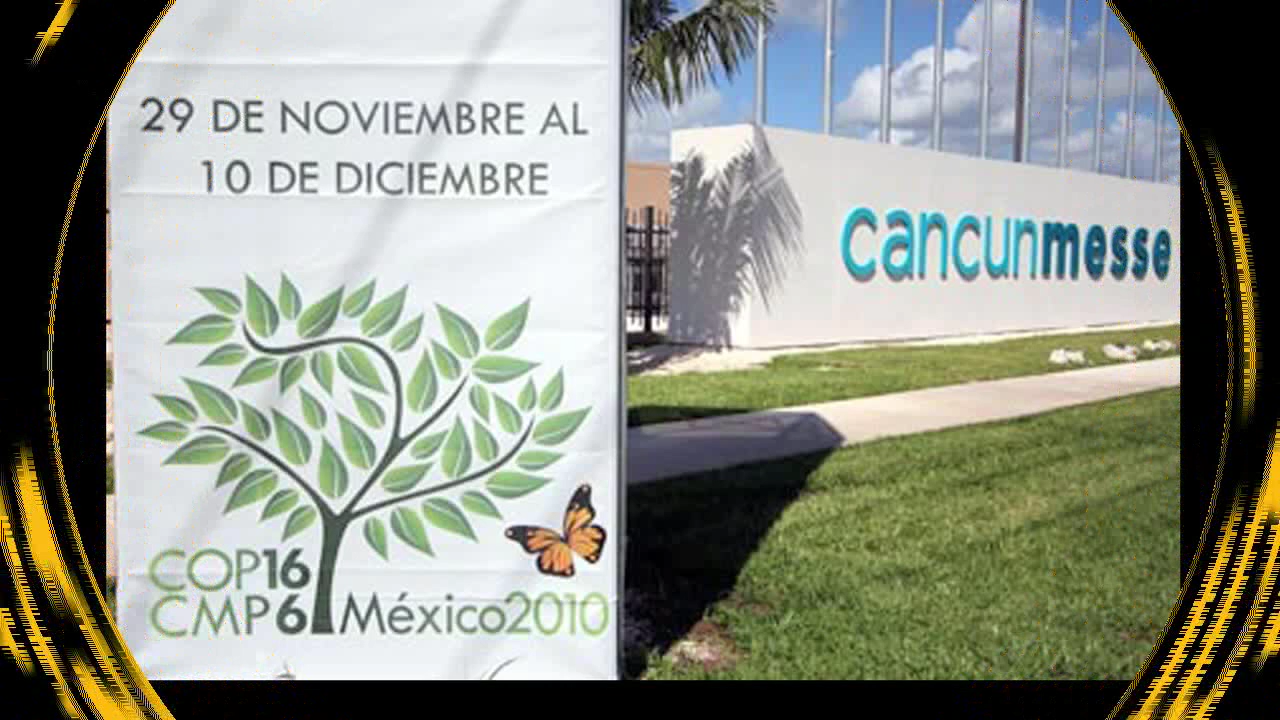 29 DE NOVIEMBRE AL
10 DE DICIEMBRE
COP16
CMP6 México2010
cancunmesse